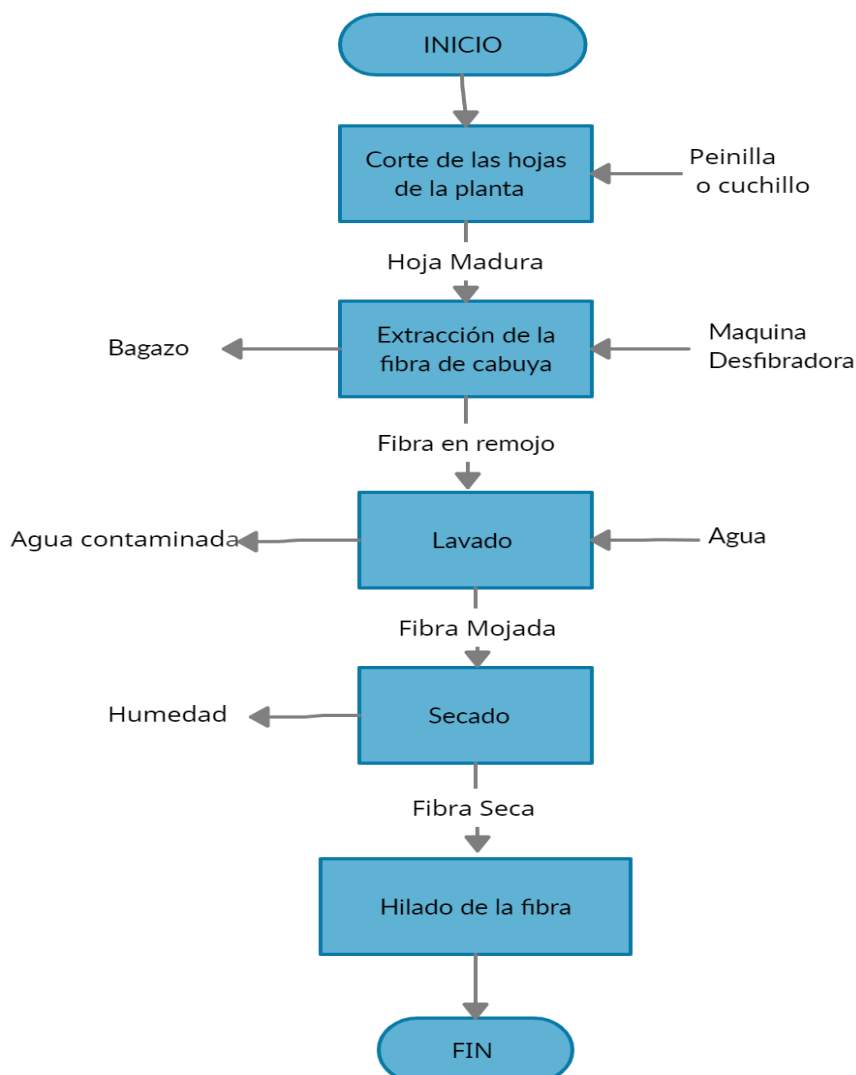 INICIO
Corte de las hojas
de la planta
Peinilla
o cuchillo
Hoja Madura
Bagazo
Extracción de la
fibra de cabuya
Maquina
Desfibradora
Fibra en remojo
Agua contaminada
Lavado
Agua
Fibra Mojada
Humedad
Secado
Fibra Seca
Hilado de la fibra
FIN